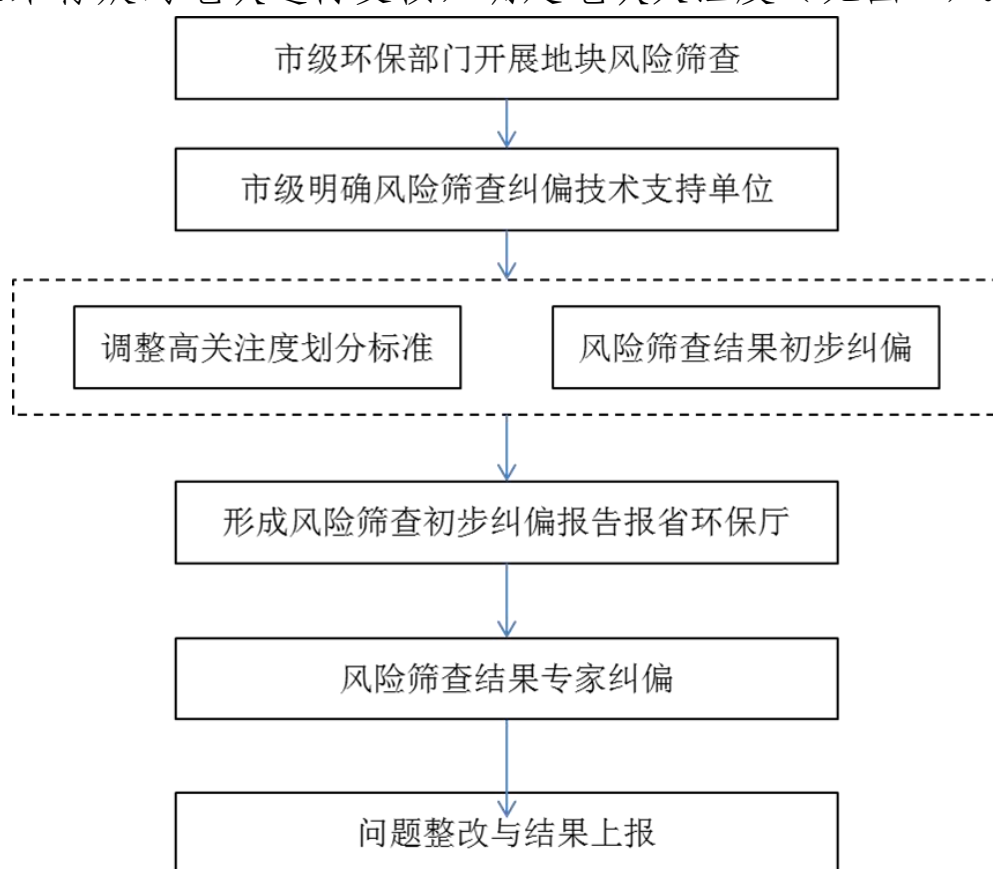 市级环保部门开展地块风险筛查
市级明确风险筛查纠偏技术支持单位
调整高关注度划分标准
风险筛查结果初步纠偏
形成风险筛查初步纠偏报告报省环保厅
风险筛查结果专家纠偏
问题整改与结果上报